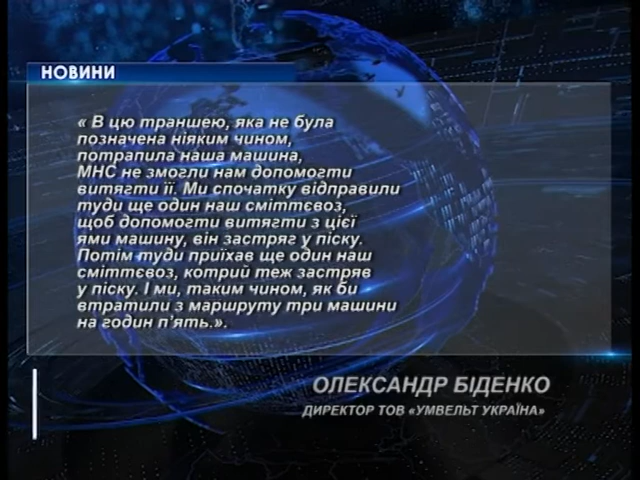 НОВИНИ
« В цю траншею, яка не була
позначена ніяким чином,
потрапила наша машина,
МНС не змогли нам допомогти
витягти її. Ми спочатку відправили
туди ще один наш сміттєвоз,
щоб допомогти витягти з цієї
ями машину, він застряг у піску.
Потім туди приїхав ще один наш
сміттєвоз, котрий теж застряв
у піску. І ми, таким чином, як би
втратили з маршруту три машини
на годин п'ять.».
ОЛЕКСАНДР БІДЕНКО
ДИРЕКТОР ТОВ «УМВЕЛЬТ УКРАЇНА»